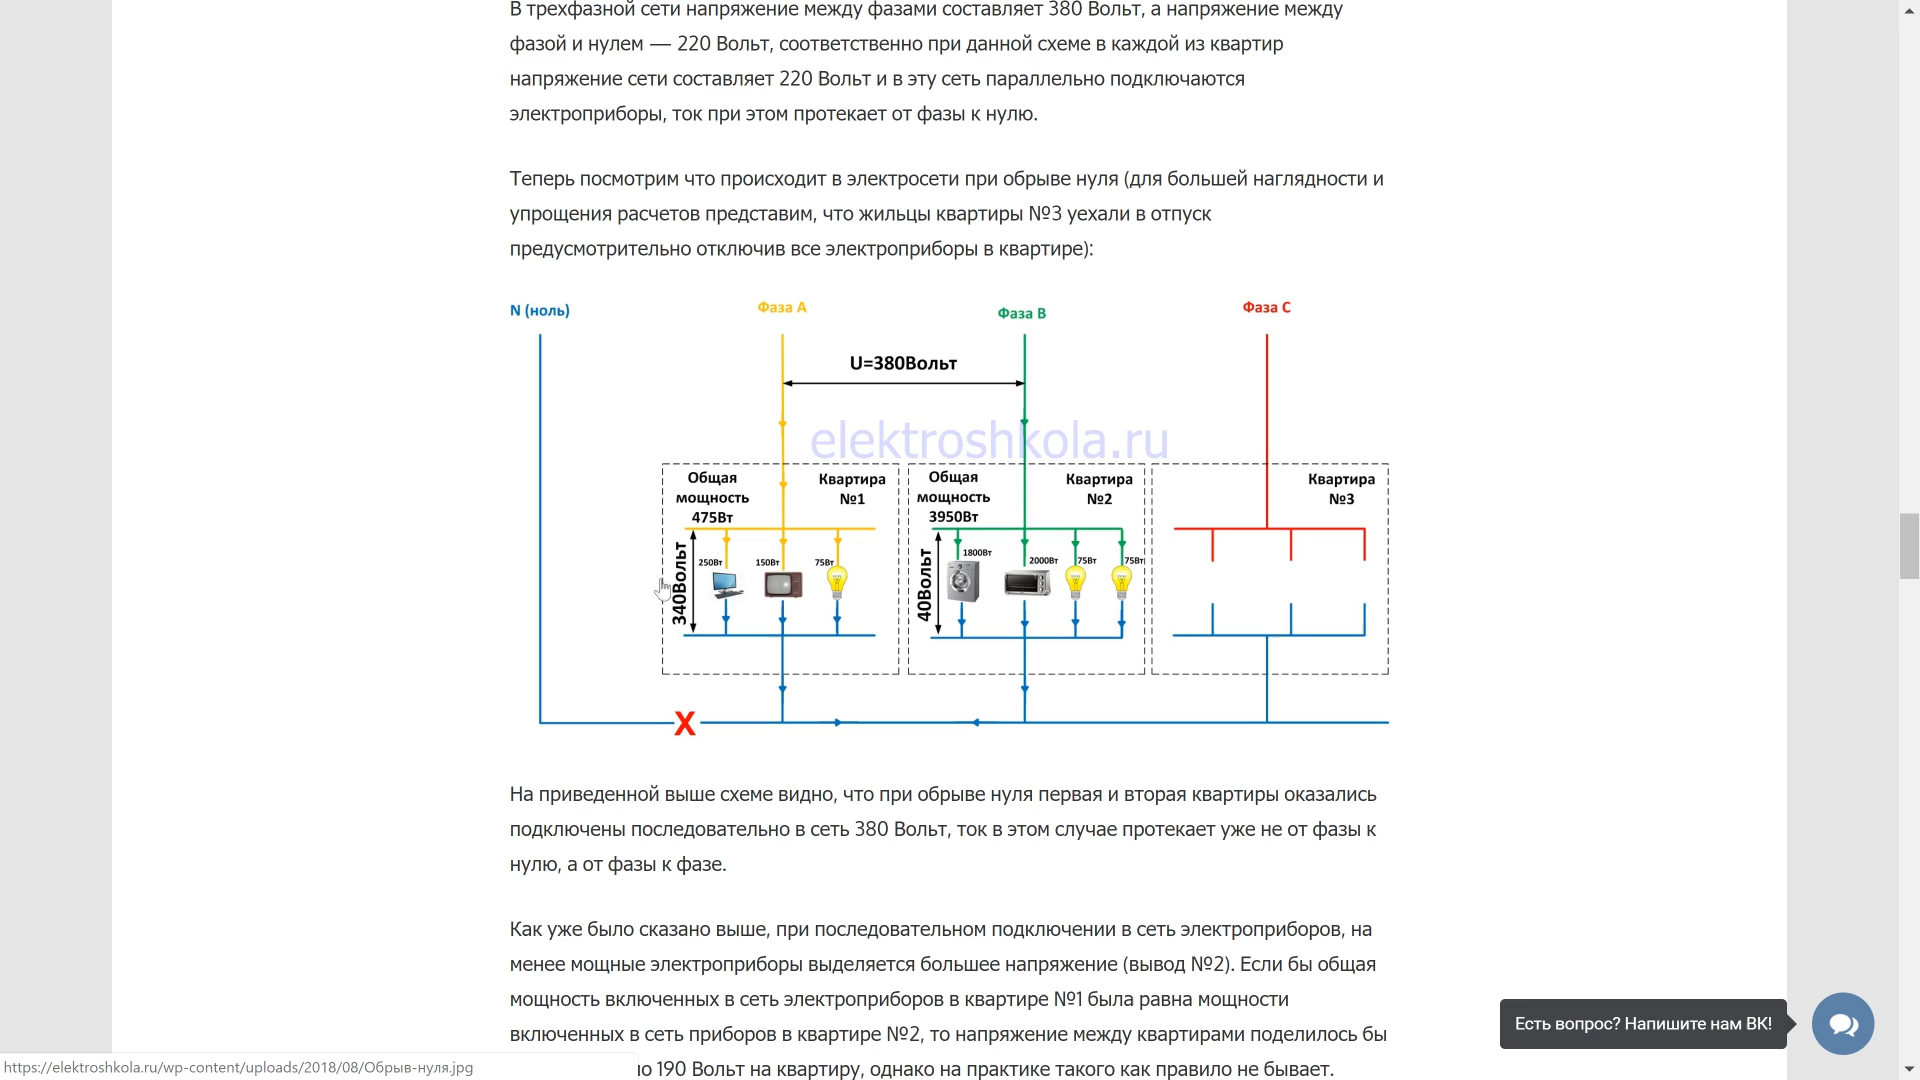 В трехфазной сети напряжение между фазами составляет 380 Вольт, а напряжение между
фазой и нулем — 220 Вольт, соответственно при данной схеме в каждой из квартир
напряжение сети составляет 220 Вольт и в эту сеть параллельно подключаются
электроприборы, ток при этом протекает от фазы к нулю.
Теперь посмотрим что происходит в электросети при обрыве нуля (для большей наглядности и
упрощения расчетов представим, что жильцы квартиры №3 уехали в отпуск
предусмотрительно отключив все электроприборы в квартире):
N (ноль)
Фаза А
Фаза В
Фаза С
U=380Вольт
elektroshkola.ru
Общая
мощность
475Вт
Квартира
№1
340Вольт
250Вт
150Вт
75Вт
Общая
мощность
3950Вт
Квартира
№2
40Вольт
1800Вт
2000Вт
75Вт
75Вт
Квартира
№3
X
На приведенной выше схеме видно, что при обрыве нуля первая и вторая квартиры оказались
подключены последовательно в сеть 380 Вольт, ток в этом случае протекает уже не от фазы к
нулю, а от фазы к фазе.
Как уже было сказано выше, при последовательном подключении в сеть электроприборов, на
менее мощные электроприборы выделяется большее напряжение (вывод №2). Если бы общая
мощность включенных в сеть электроприборов в квартире №1 была равна мощности
включенных в сеть приборов в квартире №2, то напряжение между квартирами поделилось бы
190 Вольт на квартиру, однако на практике такого как правило не бывает.
Есть вопрос? Напишите нам ВК!
https://elektroshkola.ru/wp-content/uploads/2018/08/Обрыв-нуля.jpg